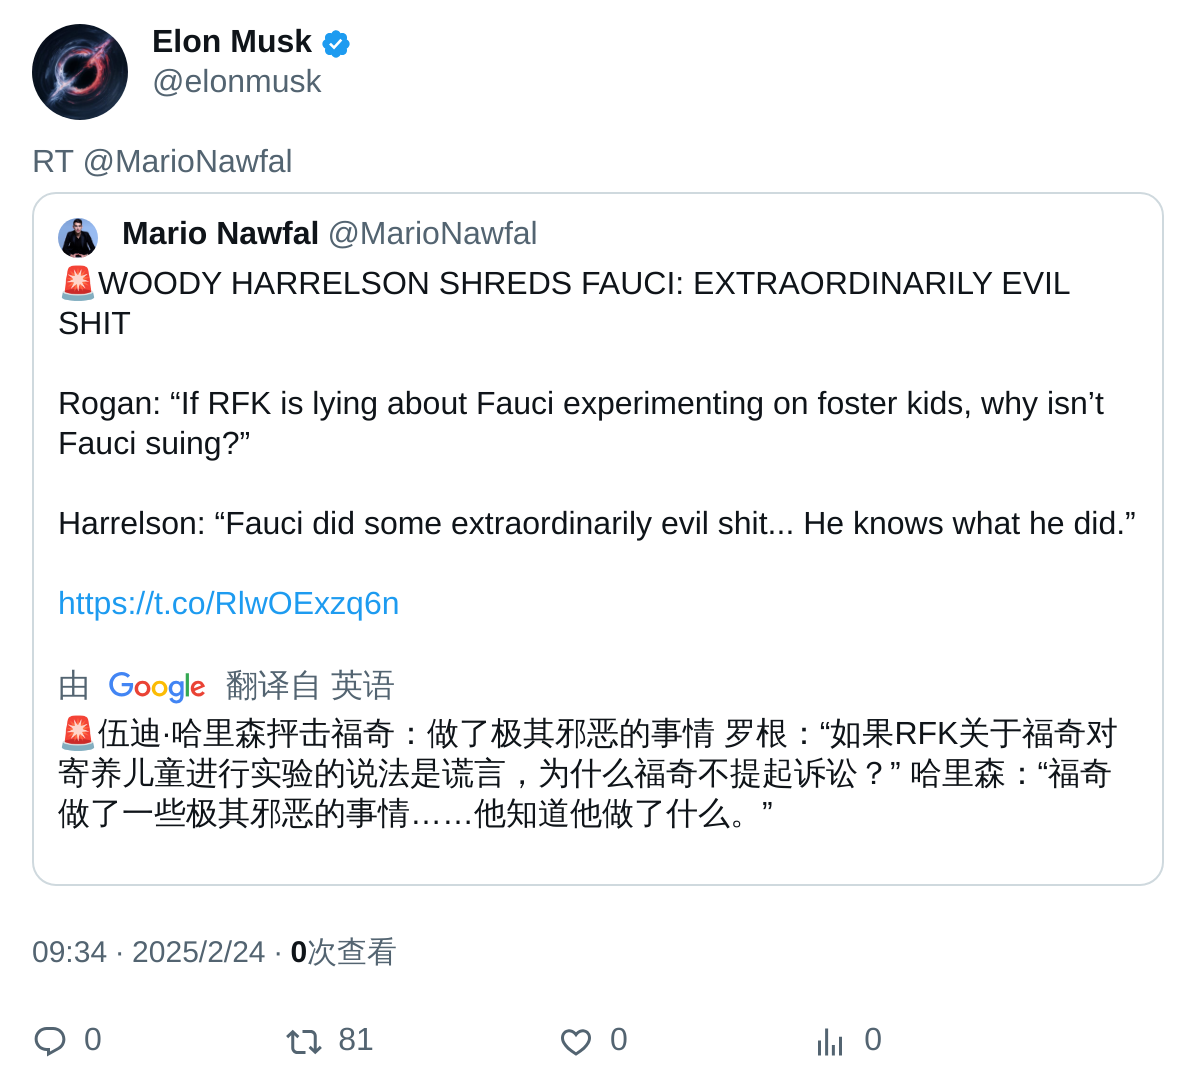 Elon Musk
@elonmusk
RT @MarioNawfal
Mario Nawfal @MarioNawfal
🚨WOODY HARRELSON SHREDS FAUCI: EXTRAORDINARILY EVIL
SHIT
Rogan: “If RFK is lying about Fauci experimenting on foster kids, why isn’t
Fauci suing?”
Harrelson: “Fauci did some extraordinarily evil shit... He knows what he did.”
https://t.co/RlwOExzq6n
由 Google 翻译自 英语
🚨伍迪·哈里森抨击福奇：做了极其邪恶的事情 罗根：“如果RFK关于福奇对
寄养儿童进行实验的说法是谎言，为什么福奇不提起诉讼？” 哈里森：“福奇
做了一些极其邪恶的事情……他知道他做了什么。”
09:34 · 2025/2/24 · 0次查看
0 81 0 0